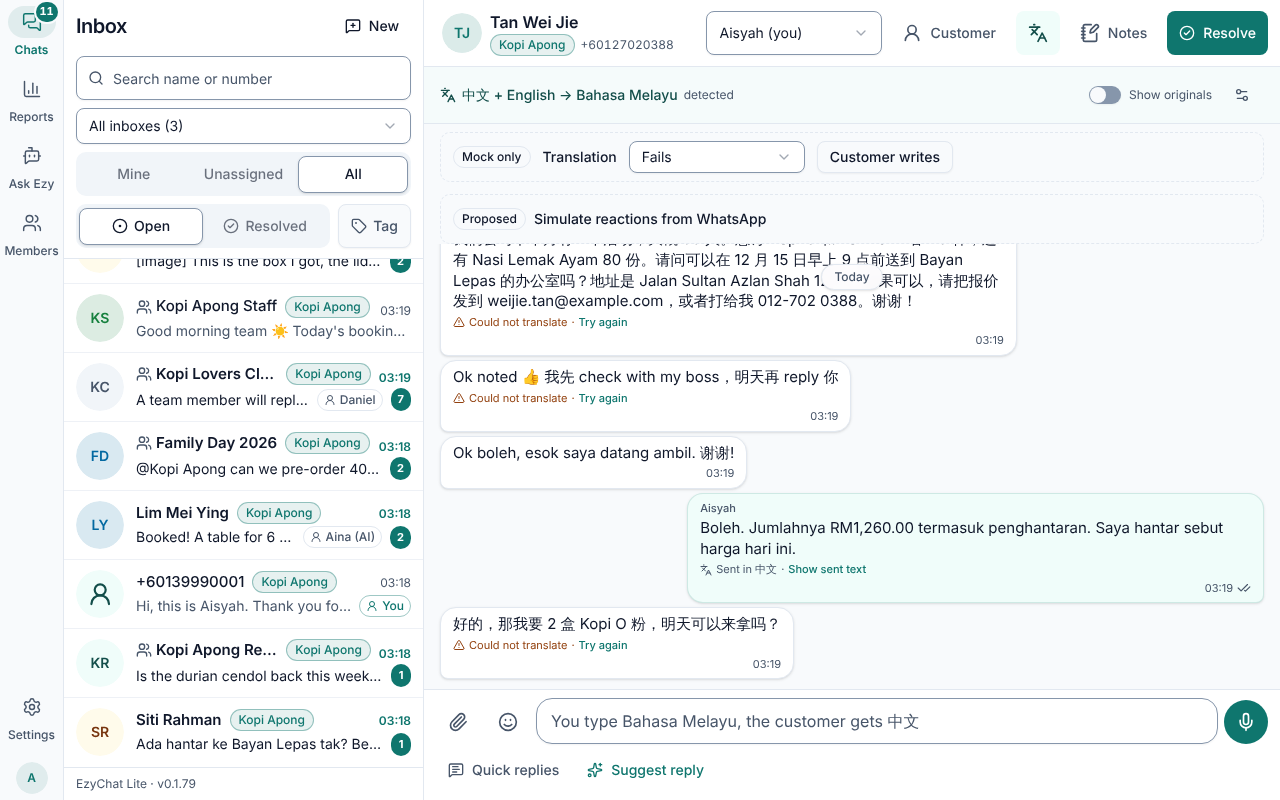 11
Chats
Reports
Ask Ezy
Members
Settings
A
Inbox
New
Search name or number
All inboxes (3)
Mine
Unassigned
All
Open
Resolved
Tag
[Image] This is the box I got, the lid...
2
KS
Kopi Apong Staff
Kopi Apong
03:19
Good morning team ☀️ Today's bookin...
KC
Kopi Lovers Cl...
Kopi Apong
03:19
A team member will repl...
Daniel
7
FD
Family Day 2026
Kopi Apong
03:18
@Kopi Apong can we pre-order 40...
2
LY
Lim Mei Ying
Kopi Apong
03:18
Booked! A table for 6 ...
Aina (AI)
2
+60139990001
Kopi Apong
03:18
Hi, this is Aisyah. Thank you fo...
You
KR
Kopi Apong Re...
Kopi Apong
03:18
Is the durian cendol back this week...
1
SR
Siti Rahman
Kopi Apong
03:18
Ada hantar ke Bayan Lepas tak? Be...
1
EzyChat Lite · v0.1.79
TJ
Tan Wei Jie
Kopi Apong
+60127020388
Aisyah (you)
Customer
Notes
Resolve
中文 + English → Bahasa Melayu detected
Show originals
Mock only
Translation
Fails
Customer writes
Proposed
Simulate reactions from WhatsApp
Today
有 Nasi Lemak Ayam 80 份。请问可以在 12 月 15 日早上 9 点前送到 Bayan
Lepas 的办公室吗？地址是 Jalan Sultan Azlan Shah 果可以，请把报价
发到 weijie.tan@example.com，或者打给我 012-702 0388。谢谢！
Could not translate · Try again
03:19
Ok noted 👍 我先 check with my boss，明天再 reply 你
Could not translate · Try again
03:19
Ok boleh, esok saya datang ambil. 谢谢!
03:19
Aisyah
Boleh. Jumlahnya RM1,260.00 termasuk penghantaran. Saya hantar sebut
harga hari ini.
Sent in 中文 · Show sent text
03:19
好的，那我要 2 盒 Kopi O 粉，明天可以来拿吗？
Could not translate · Try again
03:19
You type Bahasa Melayu, the customer gets 中文
Quick replies
Suggest reply